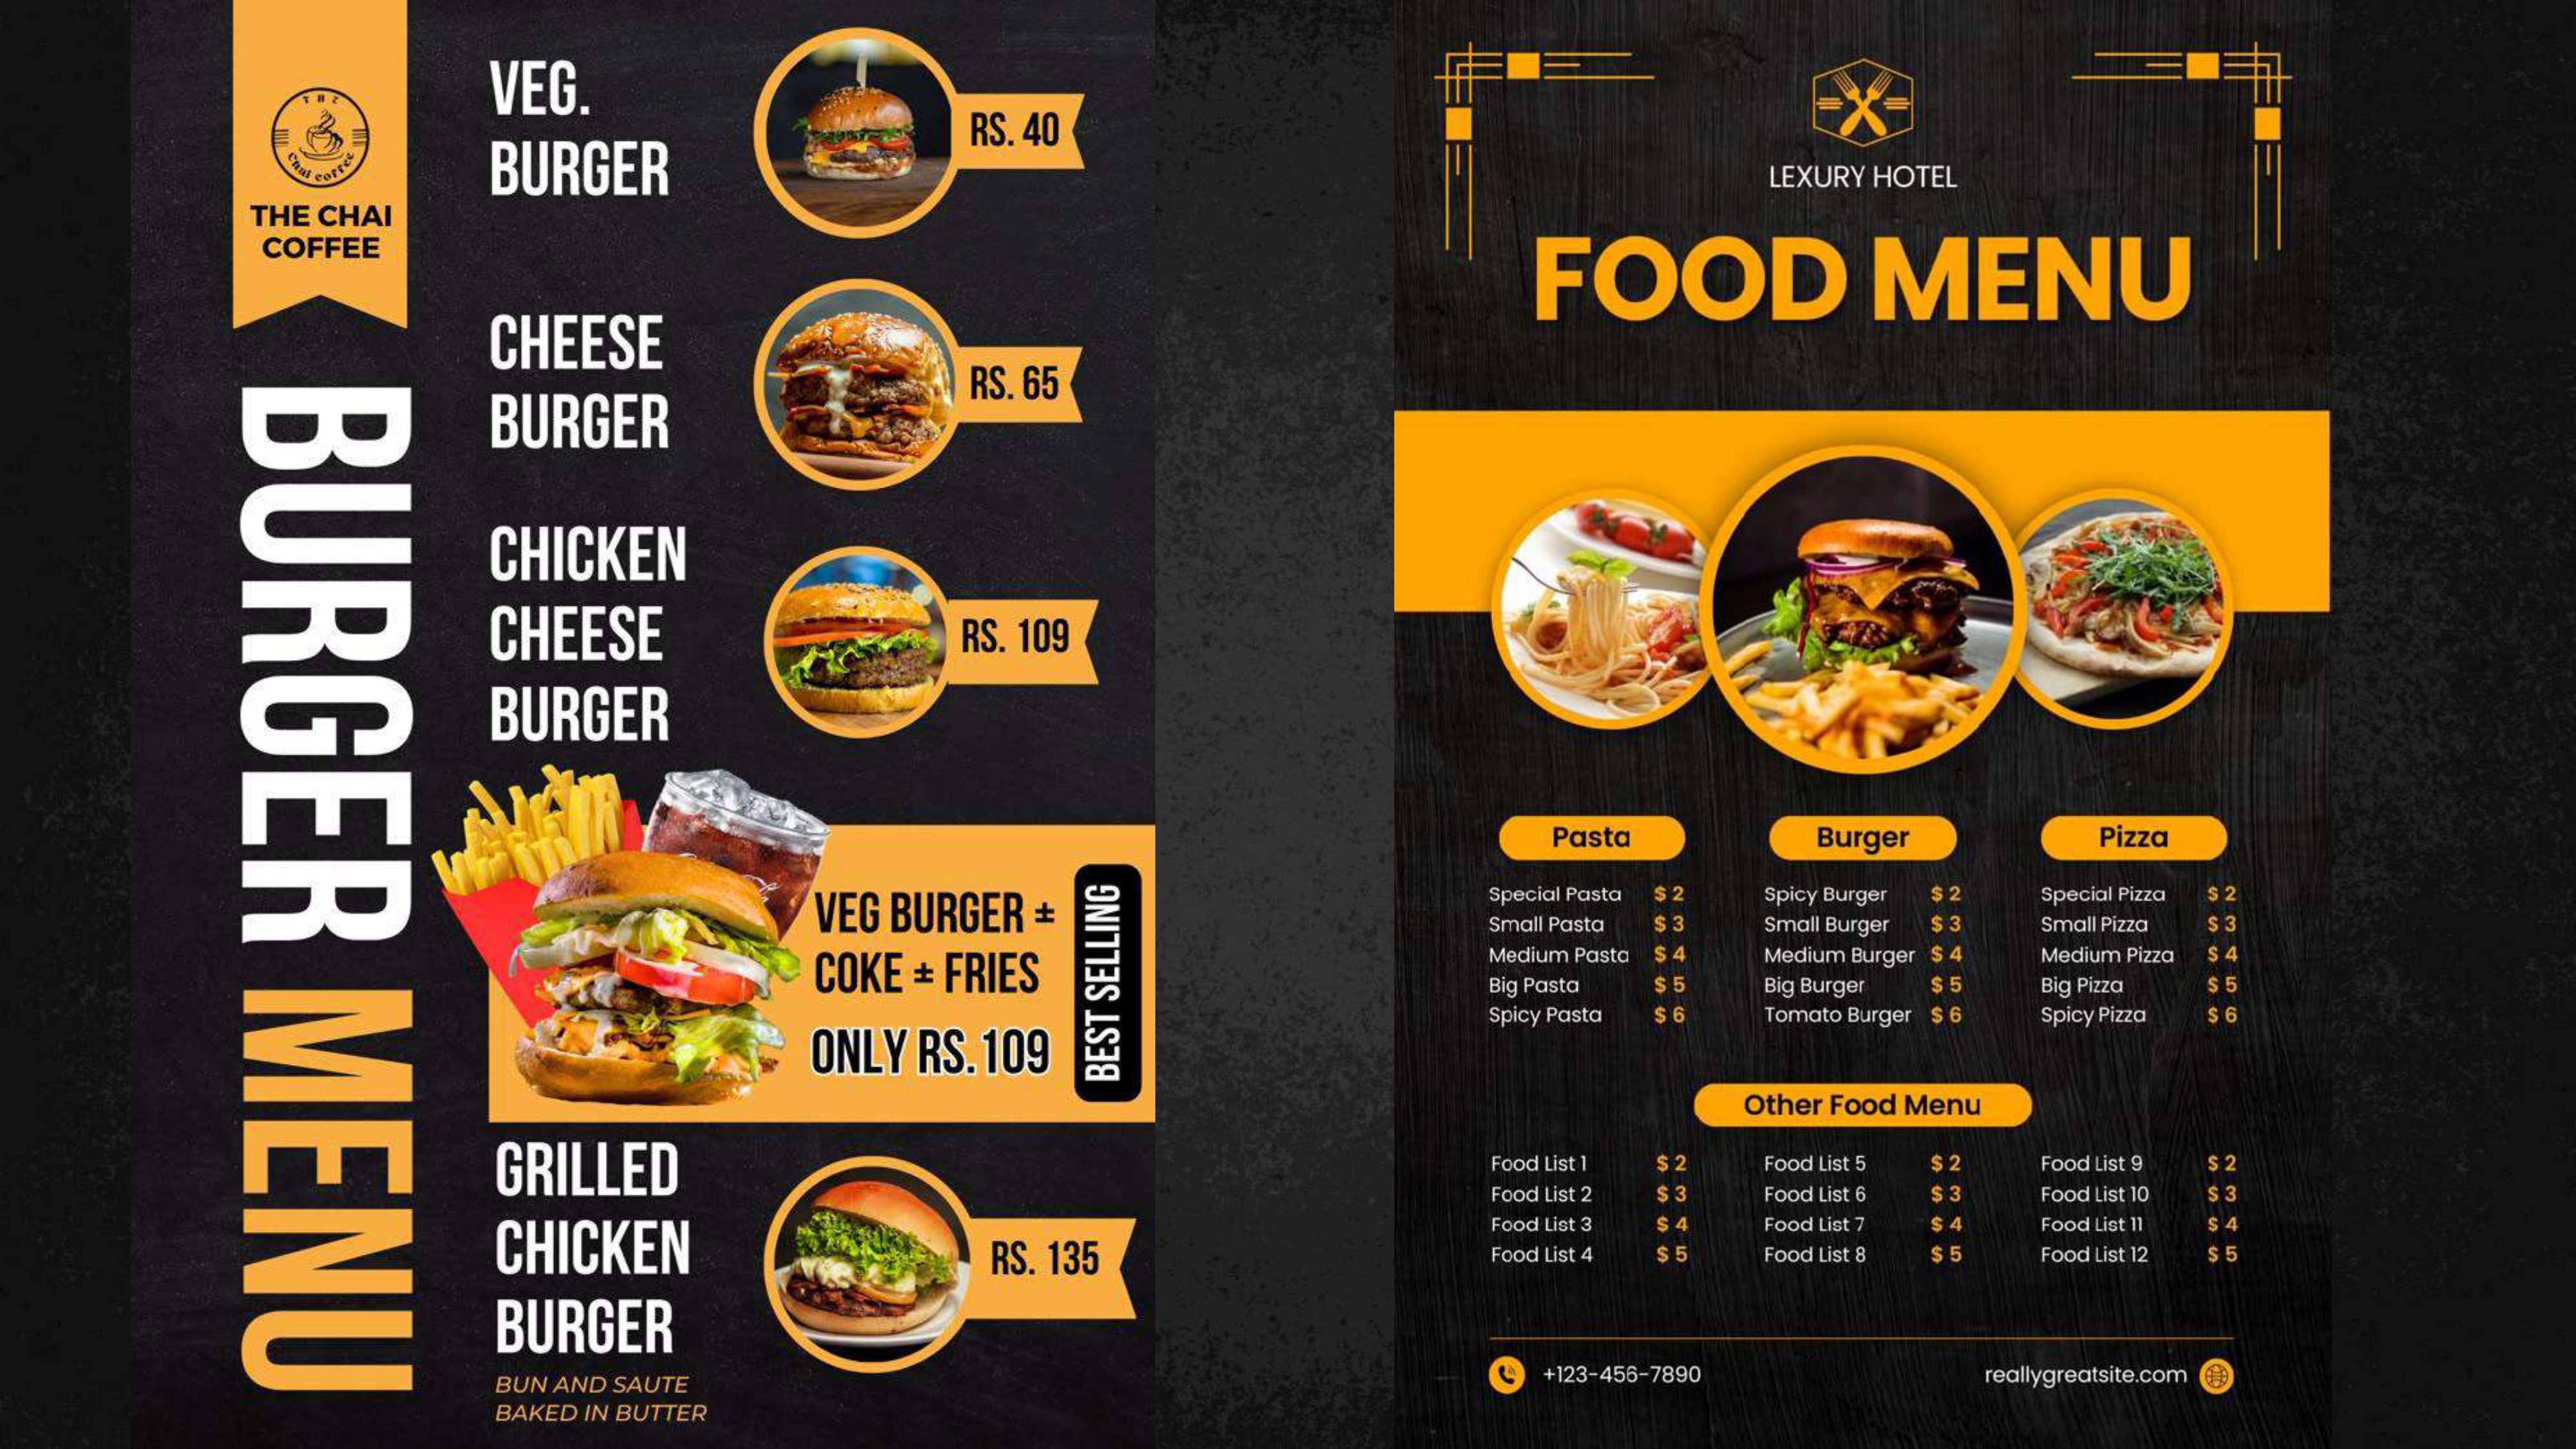 THE
Chai coffee
THE CHAI
COFFEE
BURGER MENU
VEG.
BURGER
RS. 40
CHEESE
BURGER
RS. 65
CHICKEN
CHEESE
BURGER
RS. 109
VEG BURGER +
COKE + FRIES
ONLY RS.109
BEST SELLING
GRILLED
CHICKEN
BURGER
RS. 135
BUN AND SAUTE
BAKED IN BUTTER
LEXURY HOTEL
FOOD MENU
Pasta
Special Pasta $ 2
Small Pasta $ 3
Medium Pasta $ 4
Big Pasta $ 5
Spicy Pasta $ 6
Burger
Spicy Burger $ 2
Small Burger $ 3
Medium Burger $ 4
Big Burger $ 5
Tomato Burger $ 6
Pizza
Special Pizza $ 2
Small Pizza $ 3
Medium Pizza $ 4
Big Pizza $ 5
Spicy Pizza $ 6
Other Food Menu
Food List 1 $ 2
Food List 2 $ 3
Food List 3 $ 4
Food List 4 $ 5
Food List 5 $ 2
Food List 6 $ 3
Food List 7 $ 4
Food List 8 $ 5
Food List 9 $ 2
Food List 10 $ 3
Food List 11 $ 4
Food List 12 $ 5
+123-456-7890
reallygreatsite.com